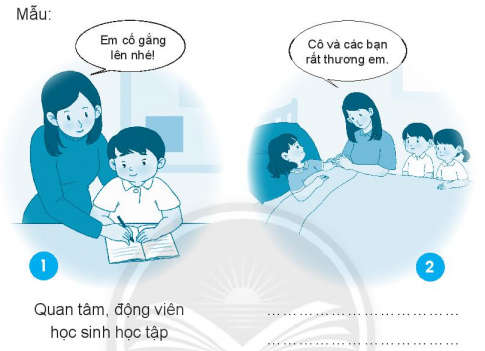 Mẫu:
Em cố gắng
lên nhé!
Cô và các bạn
rất thương em.
1
2
Quan tâm, động viên
học sinh học tập
......................................
......................................